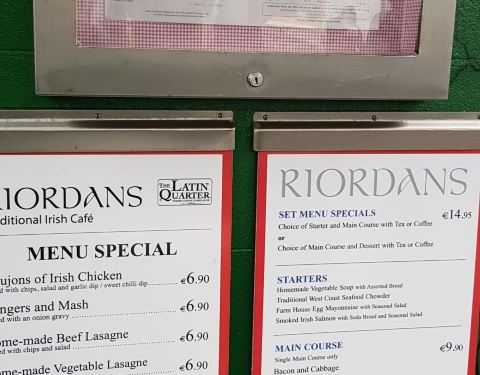 RIORDANS
THE LATIN QUARTER
ditional Irish Café
MENU SPECIAL
ujons of Irish Chicken
ed with chips, salad and garlic dip / sweet chilli dip..... €6.90
ngers and Mash
ed with an onion gravy ..... €6.90
me-made Beef Lasagne
ed with chips and salad ..... €6.90
ome-made Vegetable Lasagne
€6.90
RIORDANS
SET MENU SPECIALS €14.95
Choice of Starter and Main Course with Tea or Coffee
or
Choice of Main Course and Dessert with Tea or Coffee
STARTERS
Homemade Vegetable Soup with Assorted Bread
Traditional West Coast Seafood Chowder
Farm House Egg Mayonnaise with Seasonal Salad
Smoked Irish Salmon with Soda Bread and Seasonal Salad
MAIN COURSE €9.90
Single Main Course only
Bacon and Cabbage